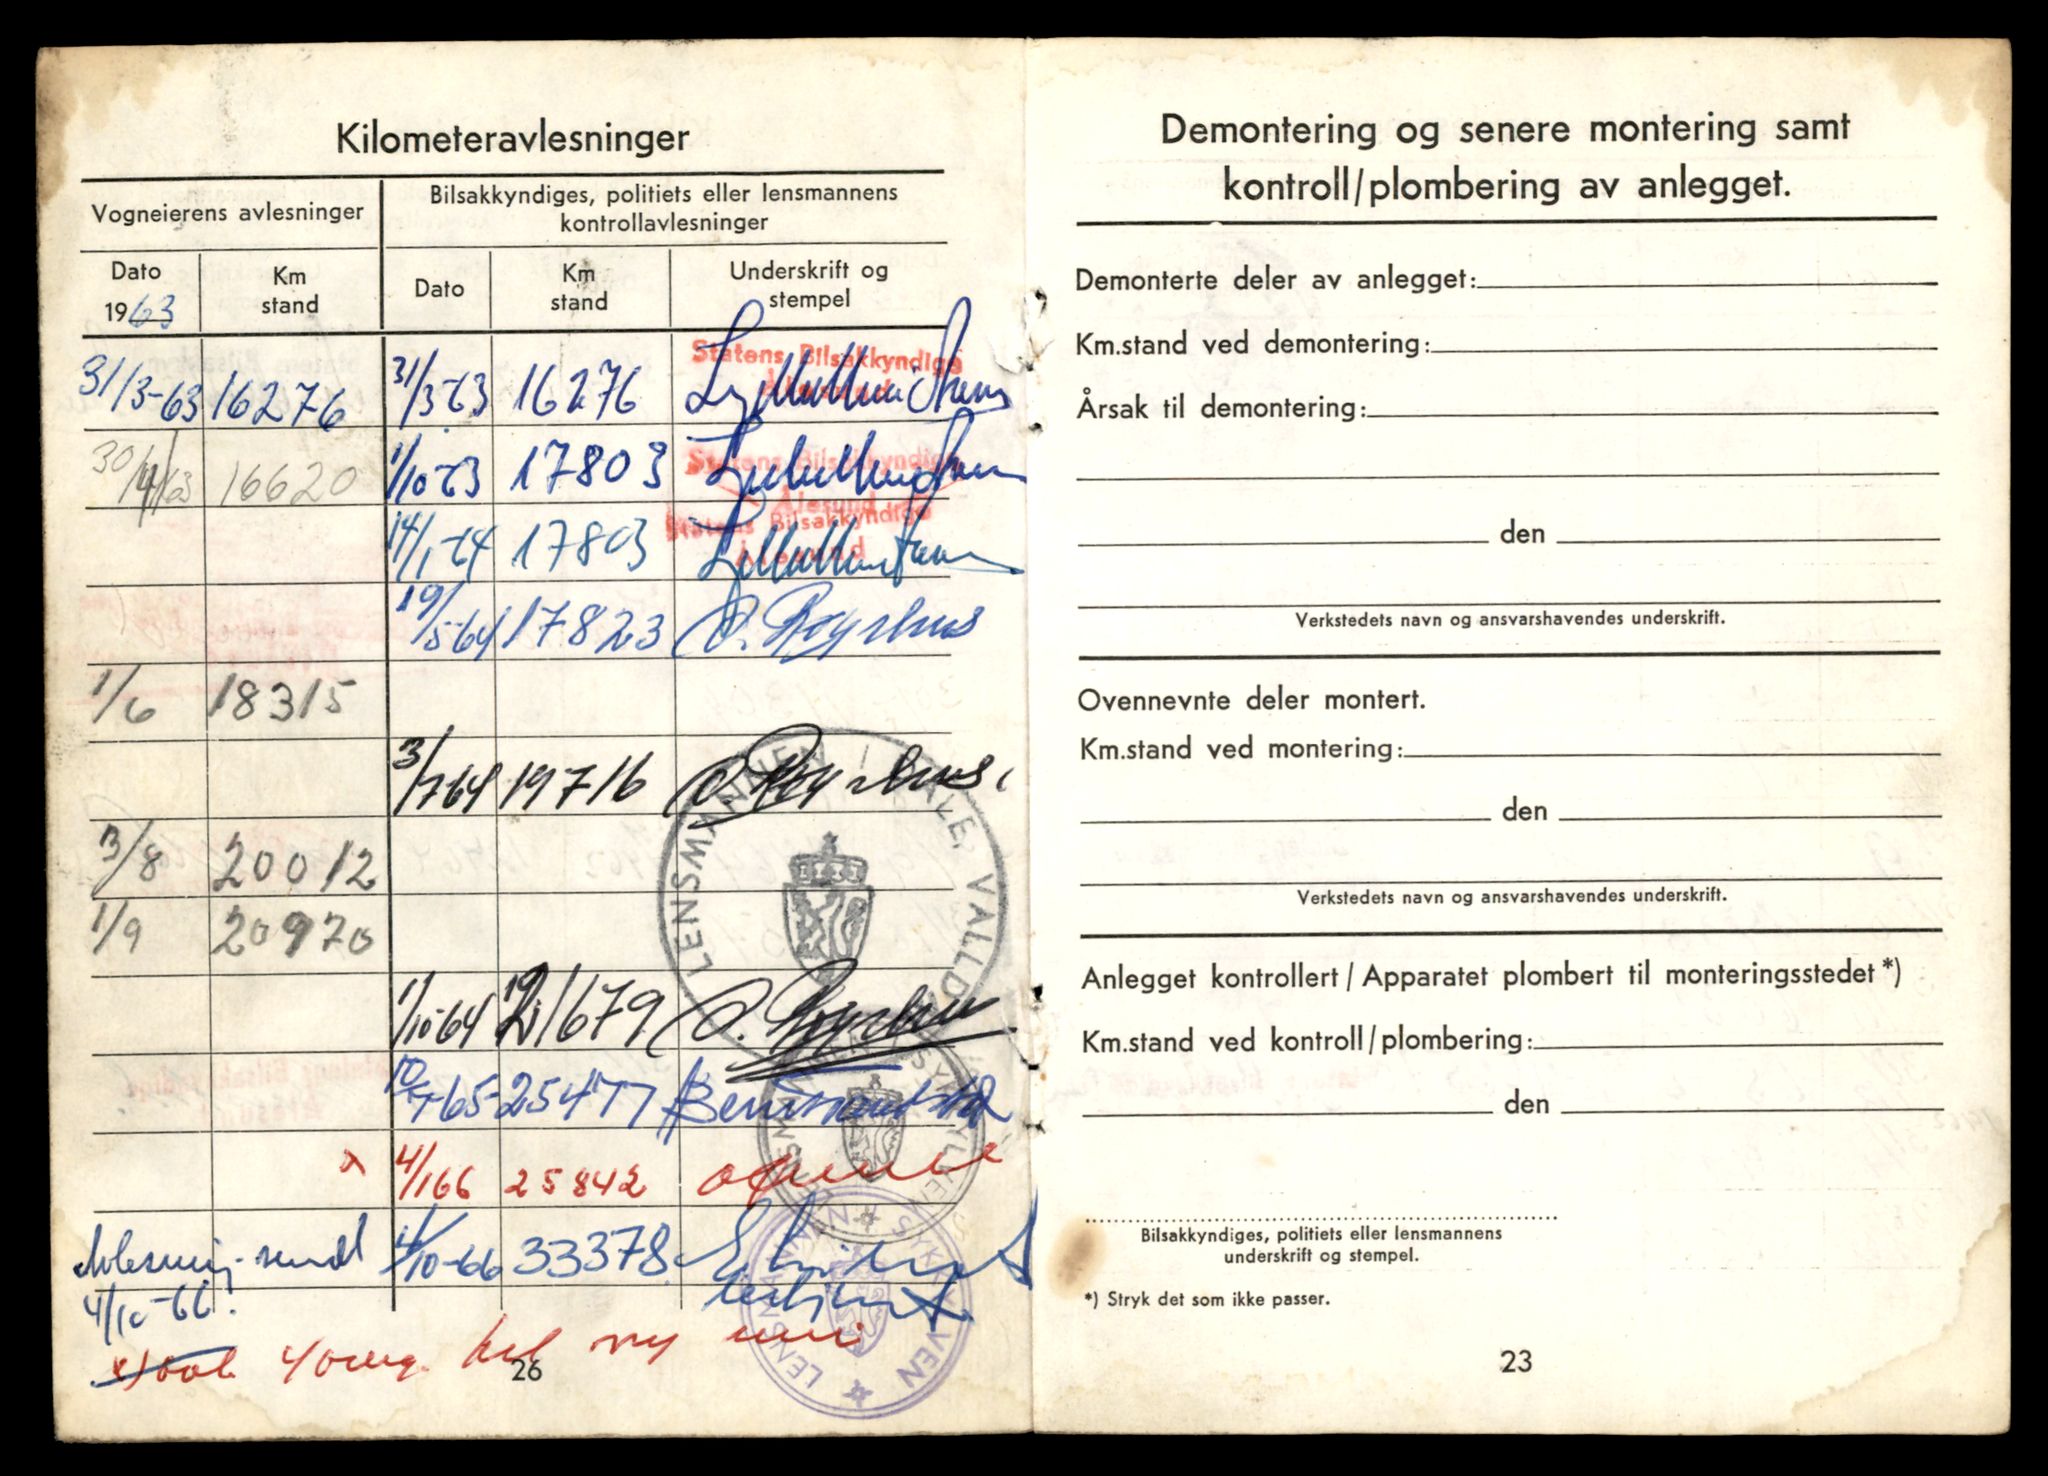 Kilometeravlesninger
Vogneierens avlesninger
Bilsakkyndiges, politiets eller lensmannens
kontrollavlesninger
Dato
1963
Km
stand
Dato
Km
stand
Underskrift og
stempel
31/3-63 16276 31/3-63 16276
Statens Bilsakkyndige
Ålesund
30/4/63 16620 1/10-63 17803
Statens Bilsakkyndige
Ålesund
14/1-64 17803
Statens Bilsakkyndige
Ålesund
19/5-64 17823
1/6 18315
3/7-64 19716
LENSMANNEN I
3/8 20012
1/9 20970
1/10-64 21679
25477
4/1 66 25842
LENSMANNEN SYKKYLVEN
4/10-66 33378
4/10-66.
LENSMANNEN SYKKYLVEN
26
Demontering og senere montering samt
kontroll/plombering av anlegget.
Demonterte deler av anlegget:
Km.stand ved demontering:
Årsak til demontering:
den
Verkstedets navn og ansvarshavendes underskrift.
Ovennevnte deler montert.
Km.stand ved montering:
den
Verkstedets navn og ansvarshavendes underskrift.
Anlegget kontrollert/Apparatet plombert til monteringsstedet*)
Km.stand ved kontroll/plombering:
den
Bilsakkyndiges, politiets eller lensmannens
underskrift og stempel.
*) Stryk det som ikke passer.
23